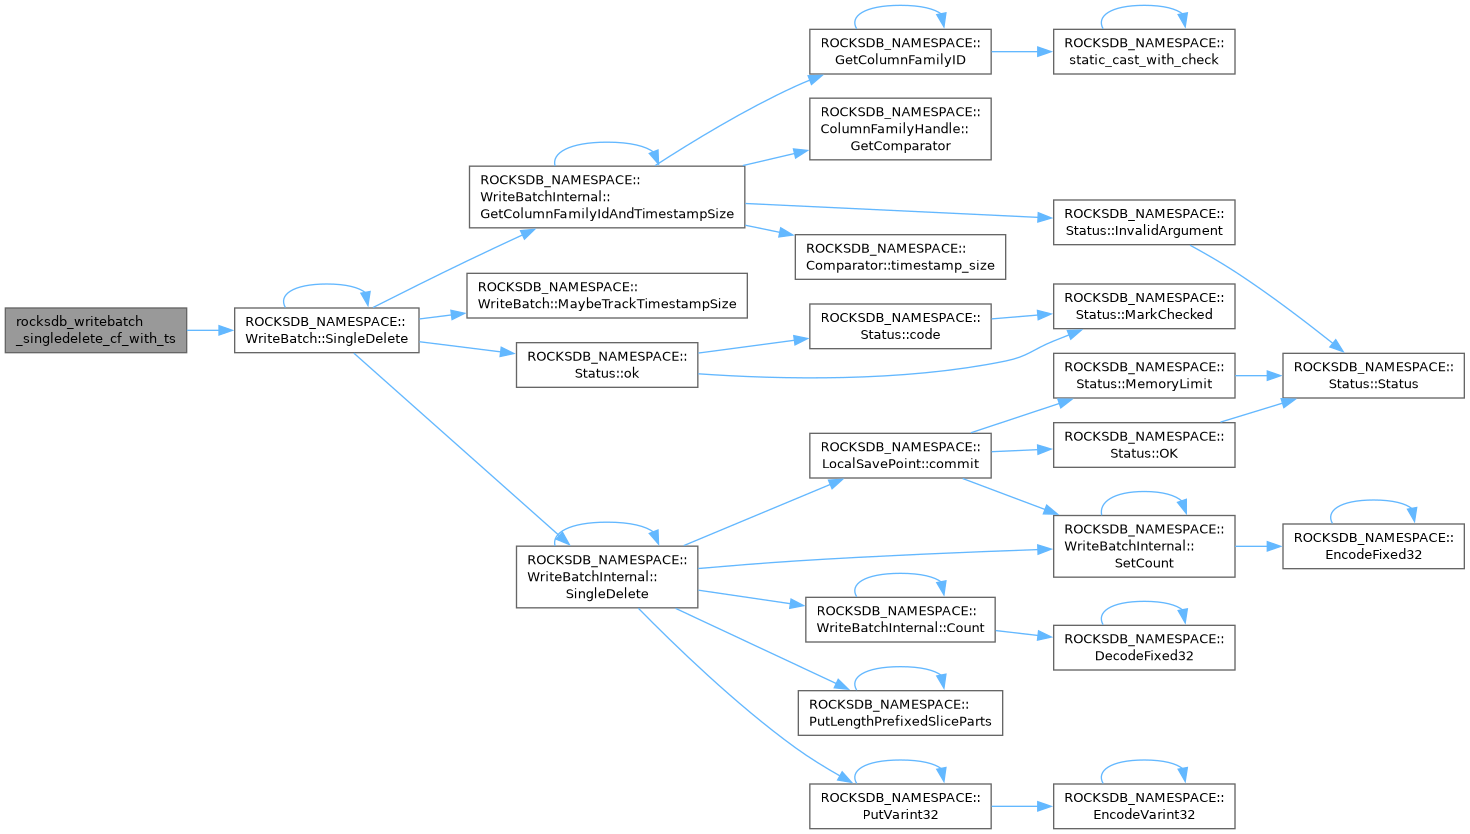 rocksdb_writebatch
_singledelete_cf_with_ts
ROCKSDB_NAMESPACE::
WriteBatch::SingleDelete
ROCKSDB_NAMESPACE::
WriteBatchInternal::
GetColumnFamilyIdAndTimestampSize
ROCKSDB_NAMESPACE::
WriteBatch::MaybeTrackTimestampSize
ROCKSDB_NAMESPACE::
Status::ok
ROCKSDB_NAMESPACE::
WriteBatchInternal::
SingleDelete
ROCKSDB_NAMESPACE::
GetColumnFamilyID
ROCKSDB_NAMESPACE::
ColumnFamilyHandle::
GetComparator
ROCKSDB_NAMESPACE::
Comparator::timestamp_size
ROCKSDB_NAMESPACE::
Status::code
ROCKSDB_NAMESPACE::
LocalSavePoint::commit
ROCKSDB_NAMESPACE::
WriteBatchInternal::Count
ROCKSDB_NAMESPACE::
PutLengthPrefixedSliceParts
ROCKSDB_NAMESPACE::
PutVarint32
ROCKSDB_NAMESPACE::
static_cast_with_check
ROCKSDB_NAMESPACE::
Status::InvalidArgument
ROCKSDB_NAMESPACE::
Status::MarkChecked
ROCKSDB_NAMESPACE::
Status::MemoryLimit
ROCKSDB_NAMESPACE::
Status::OK
ROCKSDB_NAMESPACE::
WriteBatchInternal::
SetCount
ROCKSDB_NAMESPACE::
DecodeFixed32
ROCKSDB_NAMESPACE::
EncodeVarint32
ROCKSDB_NAMESPACE::
Status::Status
ROCKSDB_NAMESPACE::
EncodeFixed32